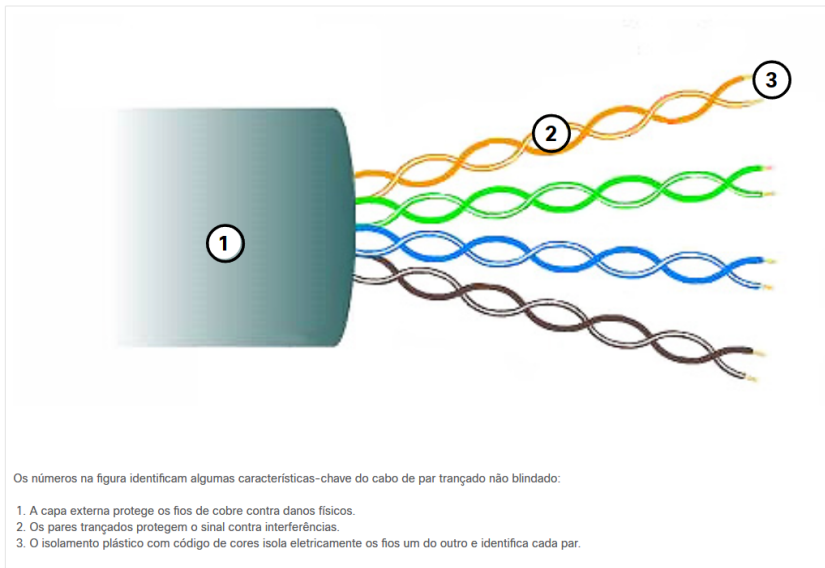 3
2
1
Os números na figura identificam algumas características-chave do cabo de par trançado não blindado:
1. A capa externa protege os fios de cobre contra danos físicos.
2. Os pares trançados protegem o sinal contra interferências.
3. O isolamento plástico com código de cores isola eletricamente os fios um do outro e identifica cada par.